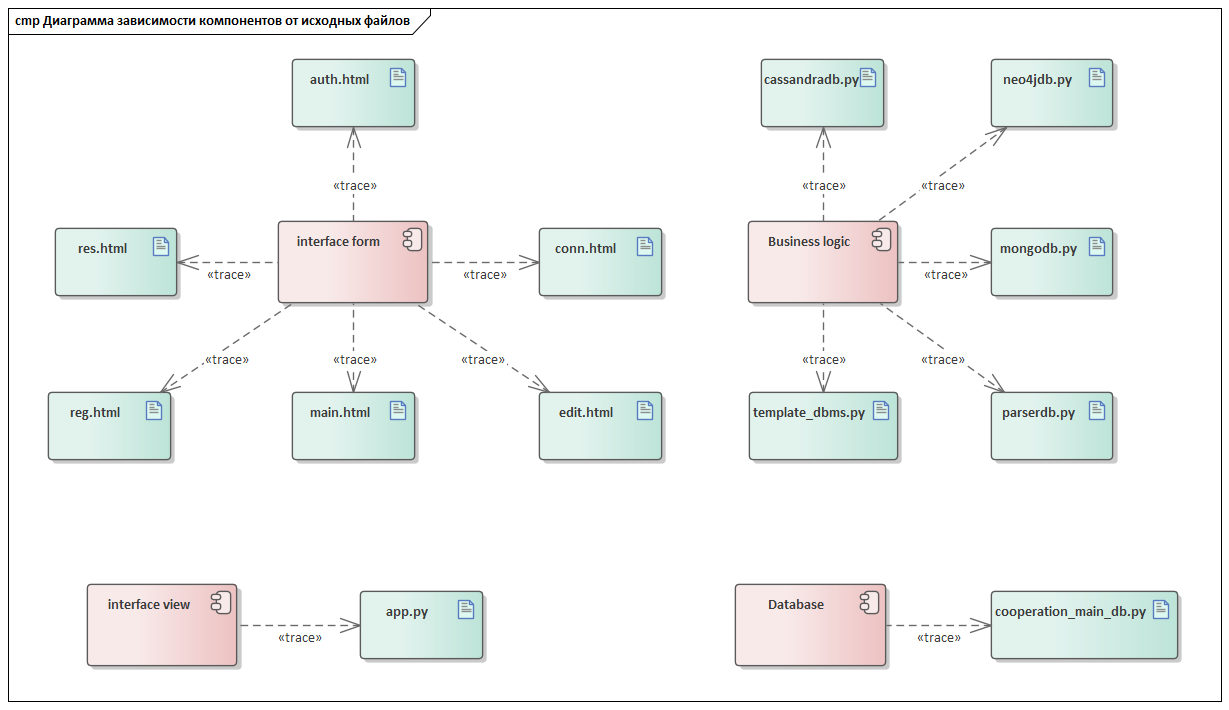 cmp Диаграмма зависимости компонентов от исходных файлов
auth.html
cassandradb.py
neo4jdb.py
«trace»
«trace»
«trace»
res.html
interface form
conn.html
Business logic
mongodb.py
«trace»
«trace»
«trace»
«trace»
«trace»
«trace»
«trace»
«trace»
reg.html
main.html
edit.html
template_dbms.py
parserdb.py
interface view
app.py
Database
cooperation_main_db.py
«trace»
«trace»